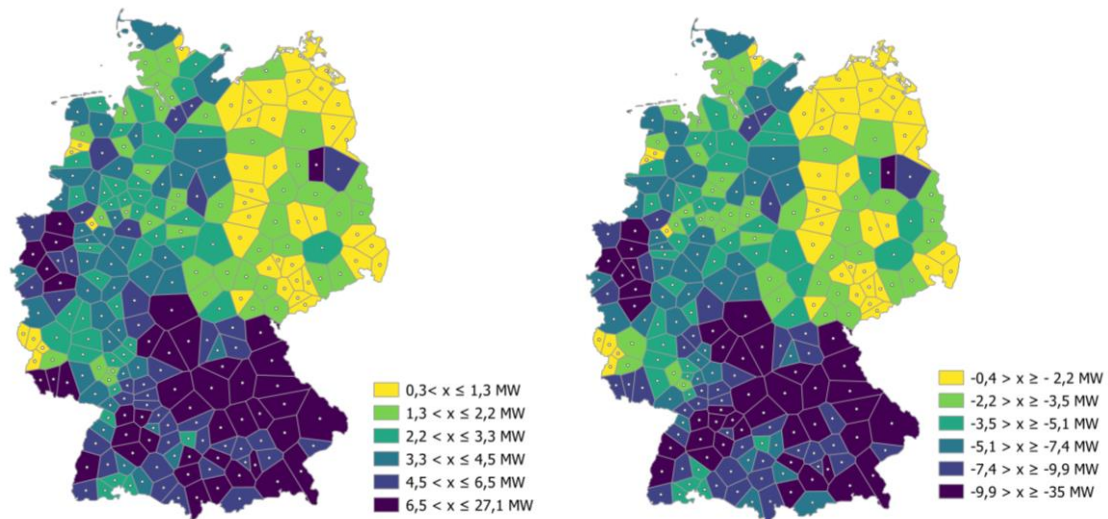 0,3< x ≤ 1,3 MW
1,3 < x ≤ 2,2 MW
2,2 < x ≤ 3,3 MW
3,3 < x ≤ 4,5 MW
4,5 < x ≤ 6,5 MW
6,5 < x ≤ 27,1 MW
-0,4 > x ≥ - 2,2 MW
-2,2 > x ≥ -3,5 MW
-3,5 > x ≥ -5,1 MW
-5,1 > x ≥ -7,4 MW
-7,4 > x ≥ -9,9 MW
-9,9 > x ≥ -35 MW